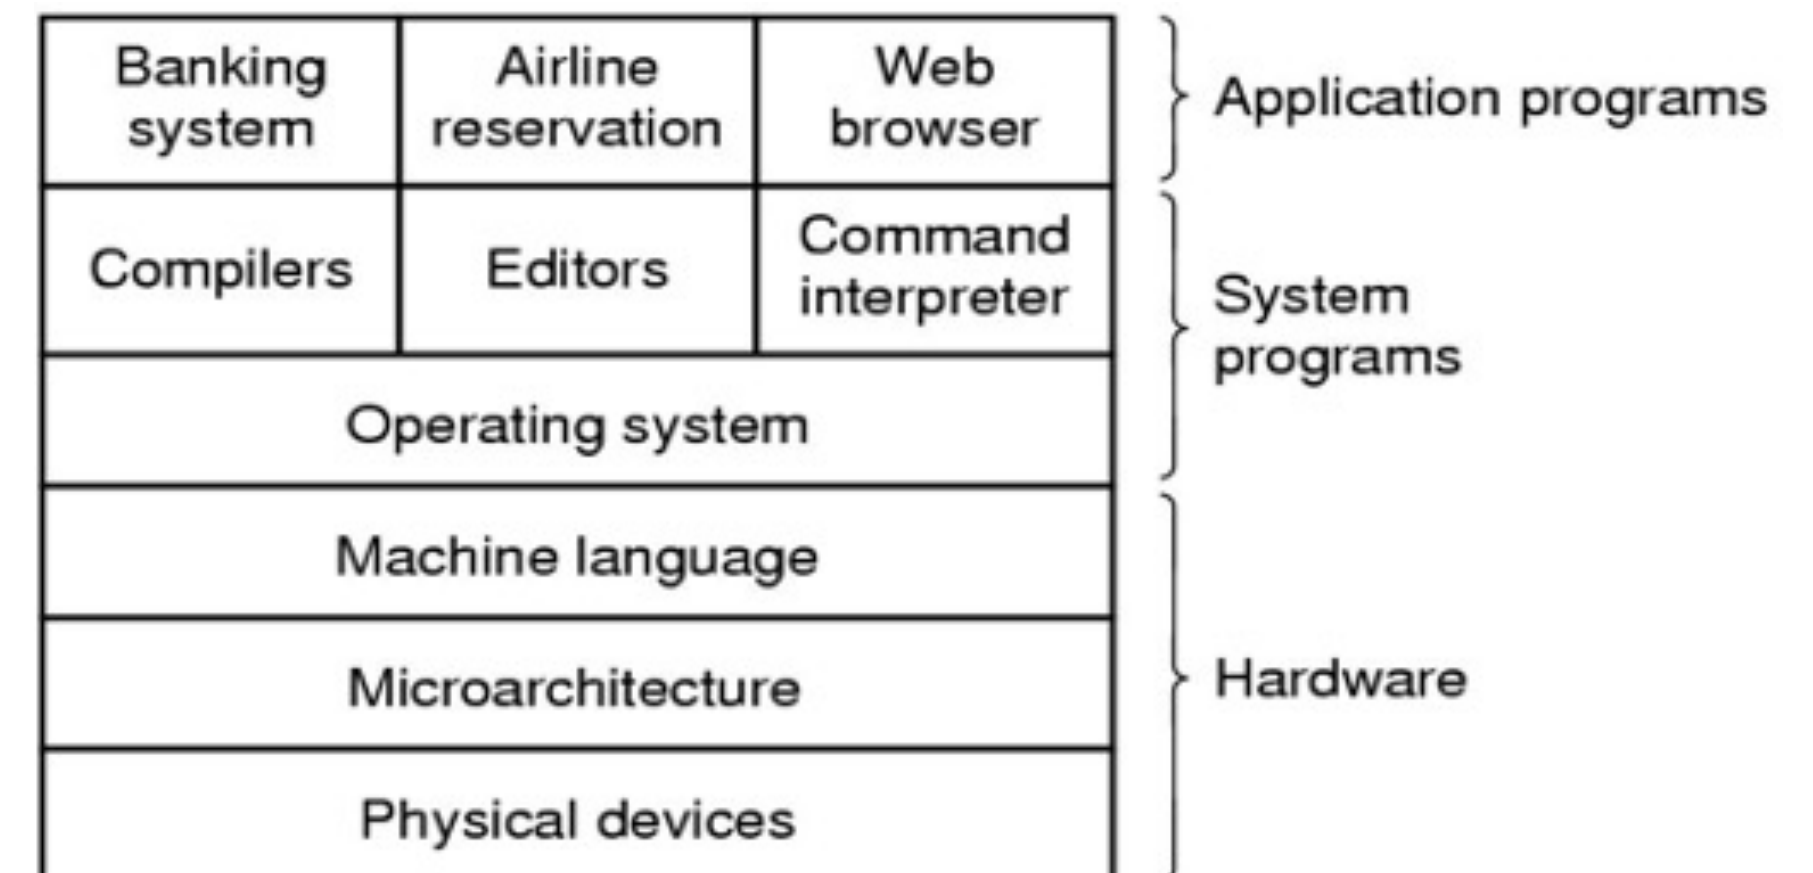 Banking
system
Airline
reservation
Web
browser
Application programs
Compilers
Editors
Command
interpreter
System
programs
Operating system
Machine language
Microarchitecture
Hardware
Physical devices